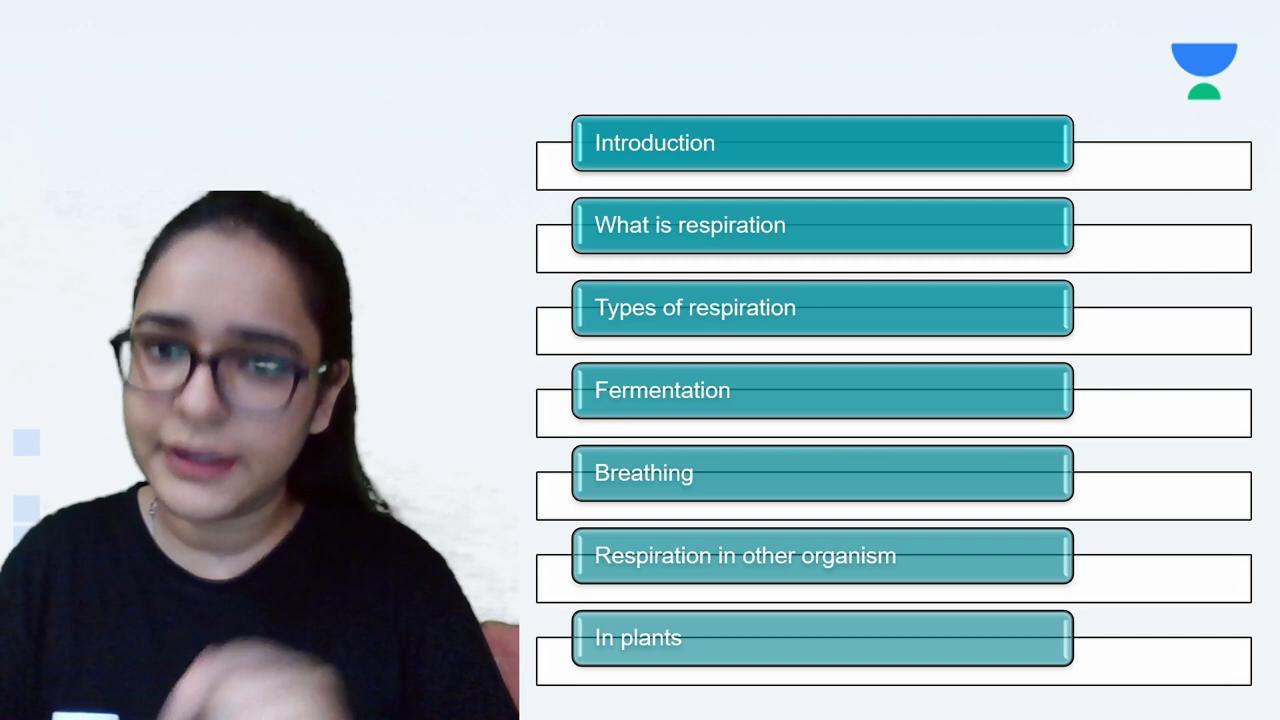 Introduction
What is respiration
Types of respiration
Fermentation
Breathing
Respiration in other organism
In plants